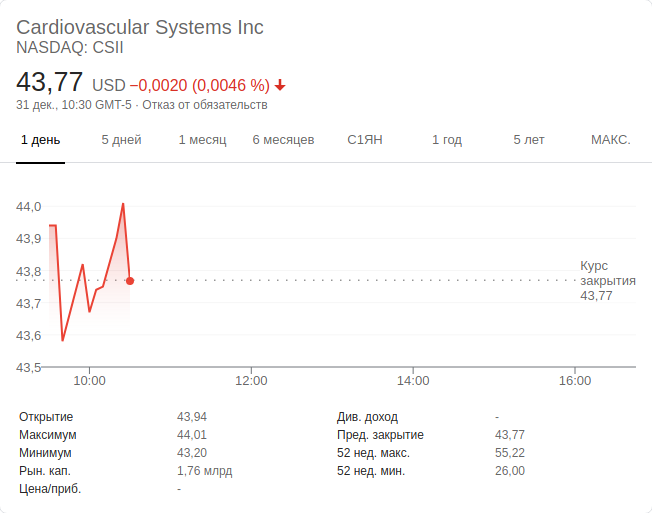 Cardiovascular Systems Inc
NASDAQ: CSII
43,77 USD −0,0020 (0,0046 %)
31 дек., 10:30 GMT-5 · Отказ от обязательств
1 день 5 дней 1 месяц 6 месяцев С1ЯН 1 год 5 лет МАКС.
44,0
43,9
43,8
43,7
43,6
43,5
Курс
закрытия
43,77
10:00 12:00 14:00 16:00
Открытие 43,94 Див. доход -
Максимум 44,01 Пред. закрытие 43,77
Минимум 43,20 52 нед. макс. 55,22
Рын. кап. 1,76 млрд 52 нед. мин. 26,00
Цена/приб. -